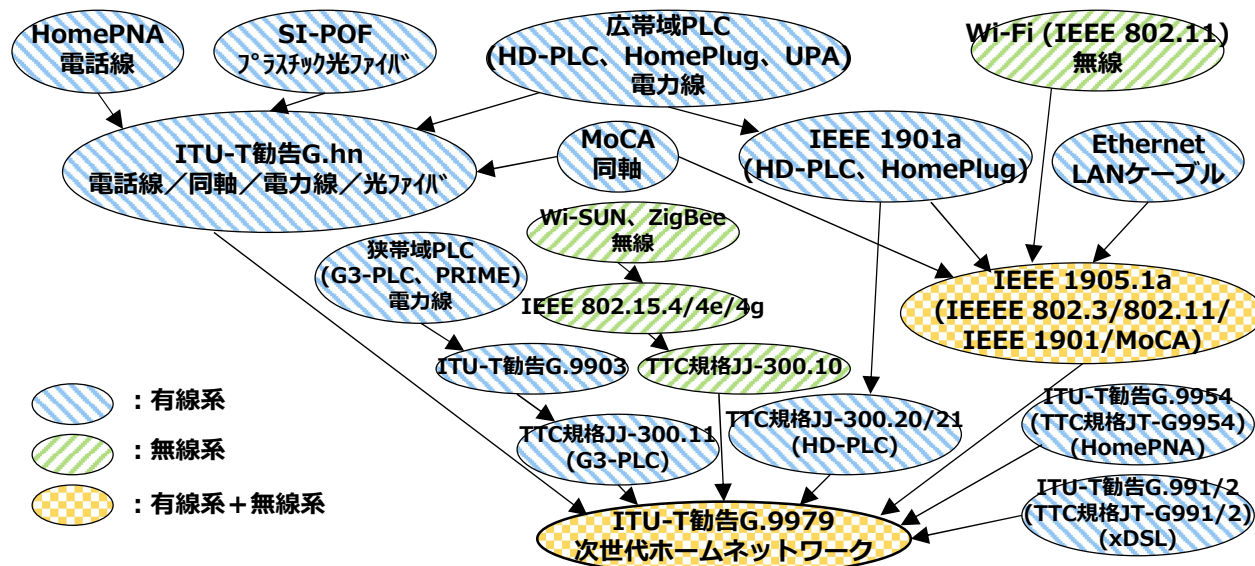 HomePNA
電話線
SI-POF
ﾌﾟﾗｽﾁｯｸ光ﾌｧｲﾊﾞ
広帯域PLC
(HD-PLC、HomePlug、UPA)
電力線
Wi-Fi (IEEE 802.11)
無線
ITU-T勧告G.hn
電話線／同軸／電力線／光ﾌｧｲﾊﾞ
MoCA
同軸
IEEE 1901a
(HD-PLC、HomePlug)
Ethernet
LANケーブル
Wi-SUN、ZigBee
無線
狭帯域PLC
(G3-PLC、PRIME)
電力線
IEEE 802.15.4/4e/4g
IEEE 1905.1a
(IEEEE 802.3/802.11/
IEEE 1901/MoCA)
ITU-T勧告G.9903
TTC規格JJ-300.10
TTC規格JJ-300.11
(G3-PLC)
TTC規格JJ-300.20/21
(HD-PLC)
ITU-T勧告G.9954
(TTC規格JT-G9954)
(HomePNA)
ITU-T勧告G.991/2
(TTC規格JT-G991/2)
(xDSL)
ITU-T勧告G.9979
次世代ホームネットワーク
：有線系
：無線系
：有線系＋無線系